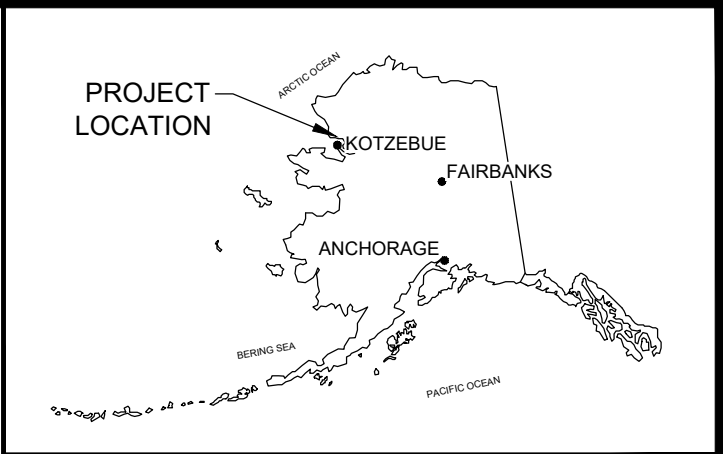 ARCTIC OCEAN
PROJECT
LOCATION
KOTZEBUE
FAIRBANKS
ANCHORAGE
BERING SEA
PACIFIC OCEAN